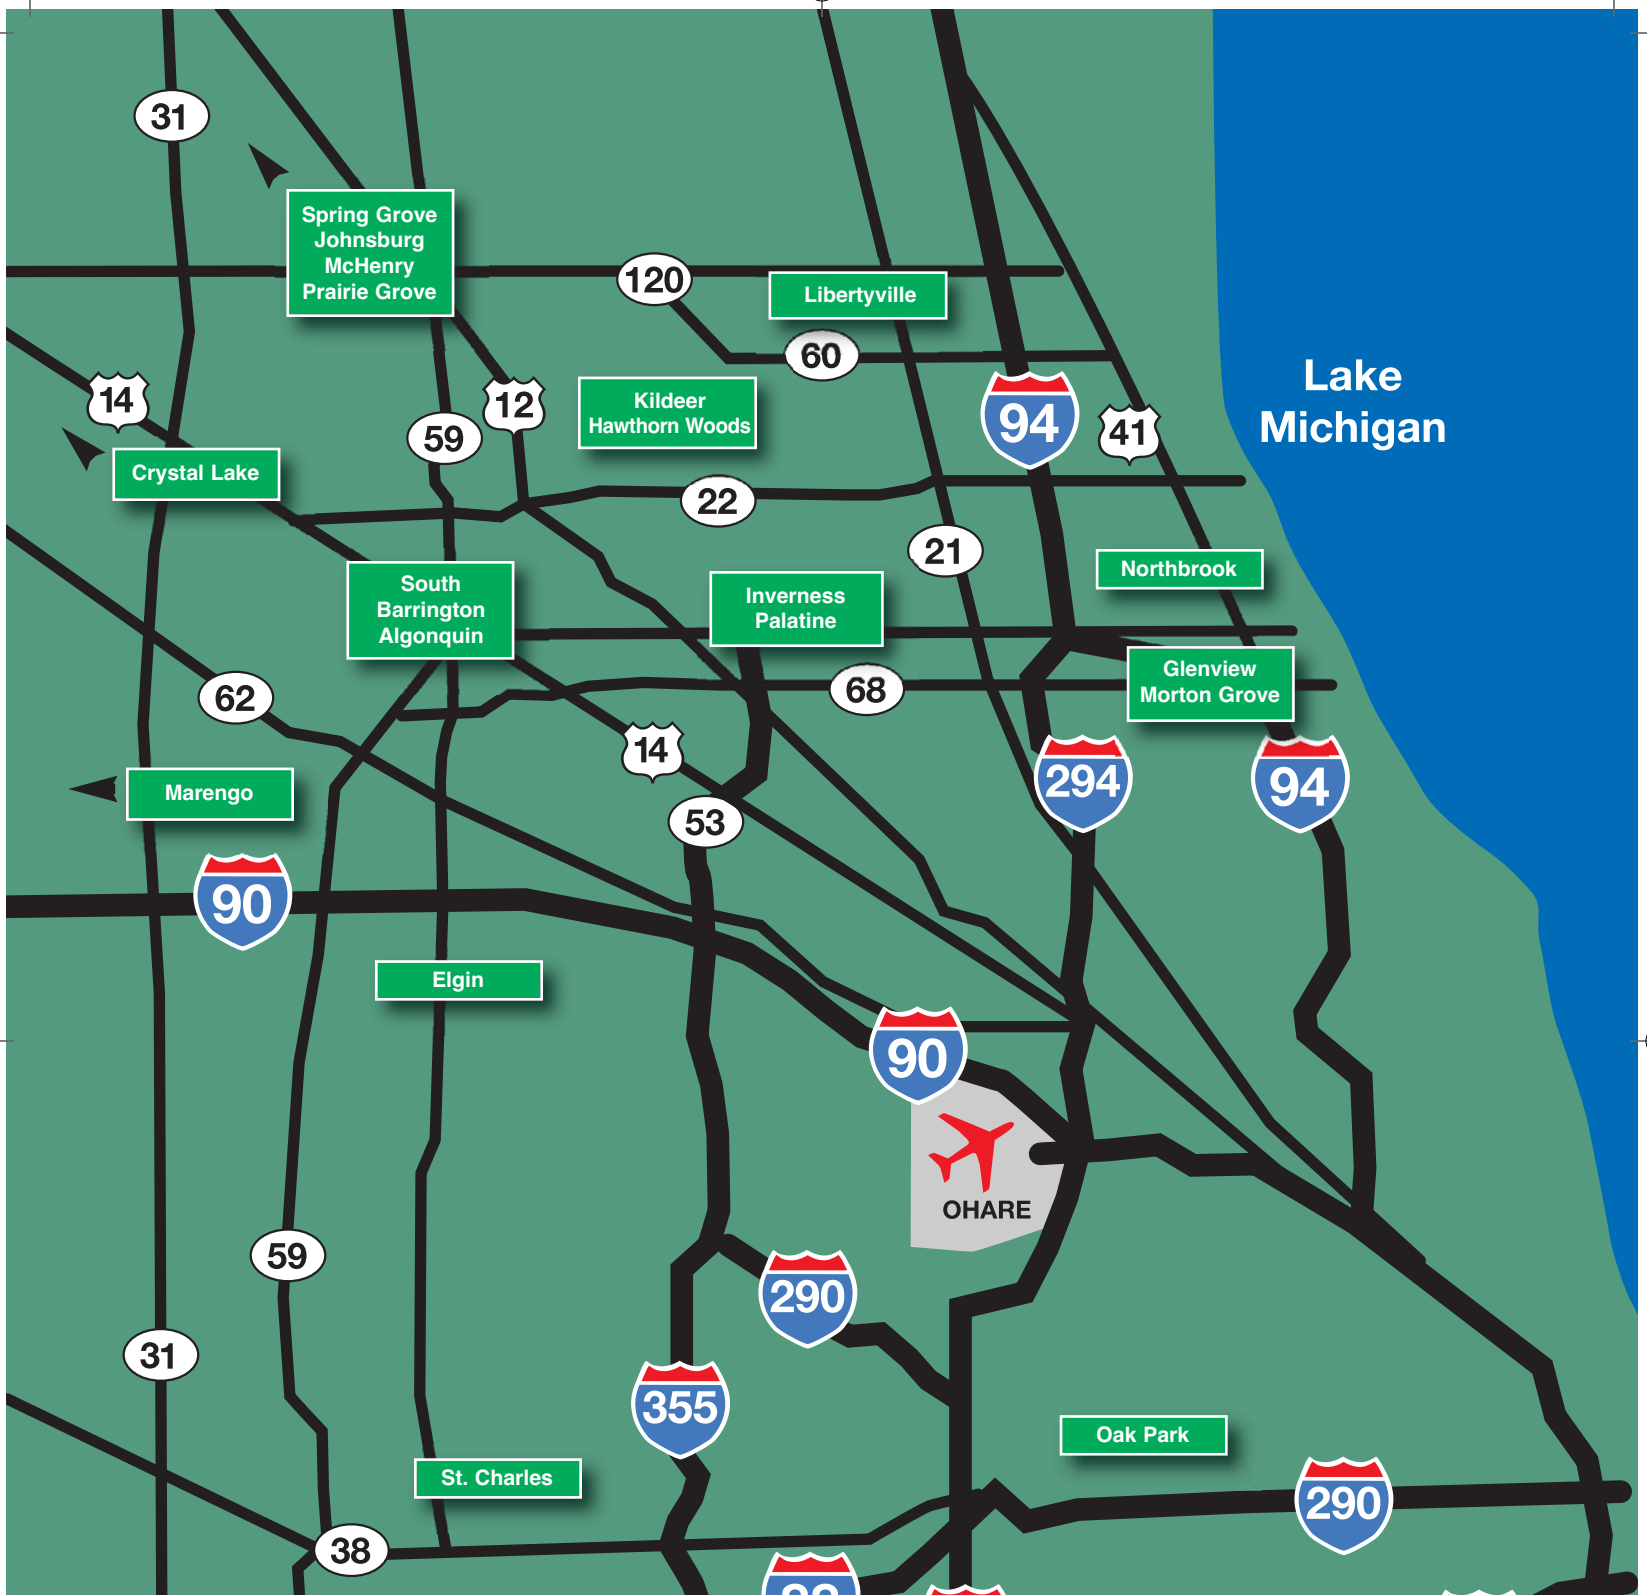 31
Spring Grove
Johnsburg
McHenry
Prairie Grove
120
Libertyville
60
14
12
59
Kildeer
Hawthorn Woods
94
41
Lake
Michigan
Crystal Lake
22
21
Northbrook
South
Barrington
Algonquin
Inverness
Palatine
Glenview
Morton Grove
62
68
14
294
94
Marengo
53
90
Elgin
90
OHARE
59
290
31
355
Oak Park
St. Charles
290
38